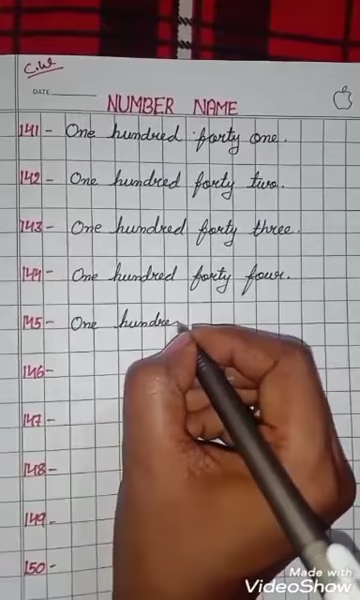 C.W
DATE
NUMBER NAME
141 - One hundred forty one.
142 - One hundred forty two.
143 - One hundred forty three.
144 - One hundred forty four.
145 - One hundre
146 -
147 -
148 -
149 -
150 -
Made with
VideoShow